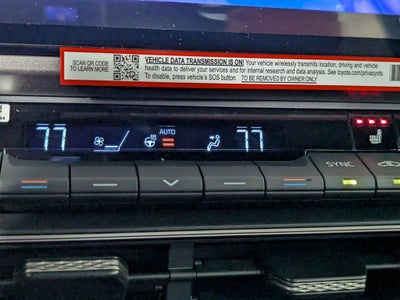 SCAN QR CODE
TO LEARN MORE
VEHICLE DATA TRANSMISSION IS ON! Your vehicle wirelessly transmits location, driving and vehicle
health data to deliver your services and for internal research and data analysis. See toyota.com/privacyvts.
To disable, press vehicle's SOS button. TO BE REMOVED BY OWNER ONLY
77
AUTO
77
SYNC